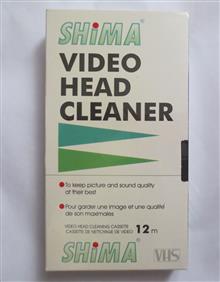 SHiMA
VIDEO
HEAD
CLEANER
To keep picture and sound quality
at their best
Pour garder une image et une qualité
de son maximales
VIDEO HEAD CLEANING CASSETTE
CASSETTE DE NETTOYAGE DE VIDEO
12m
SHiMA
VHS